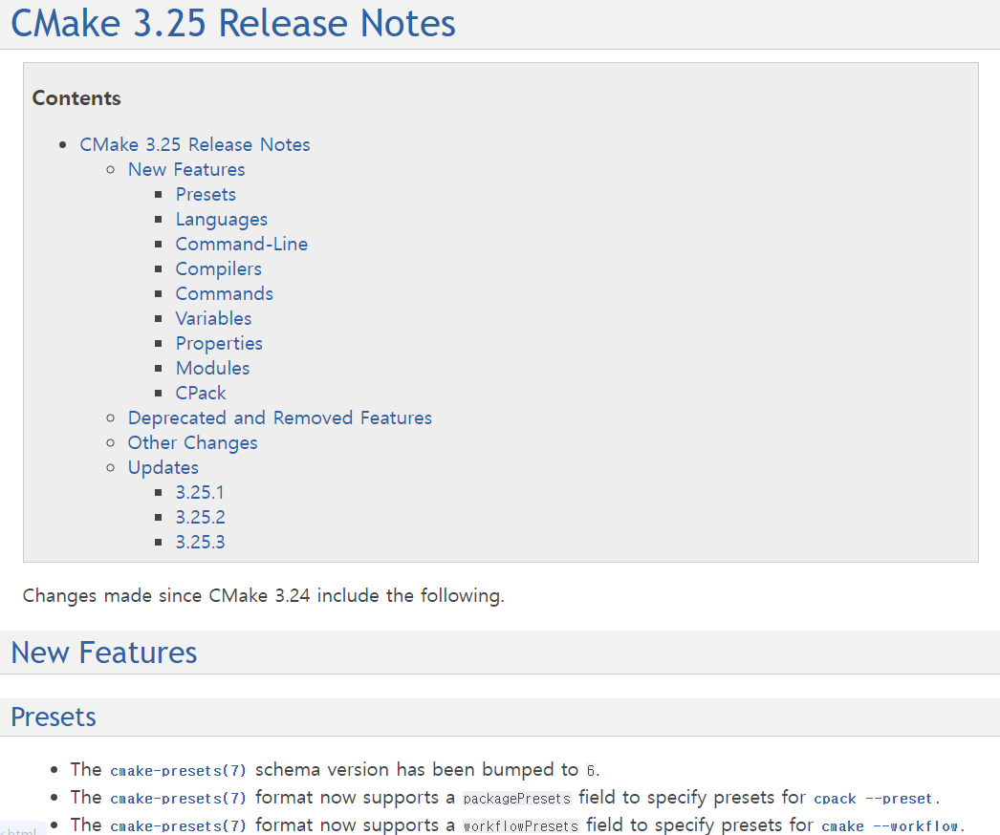 CMake 3.25 Release Notes
Contents
CMake 3.25 Release Notes
New Features
Presets
Languages
Command-Line
Compilers
Commands
Variables
Properties
Modules
CPack
Deprecated and Removed Features
Other Changes
Updates
3.25.1
3.25.2
3.25.3
Changes made since CMake 3.24 include the following.
New Features
Presets
The cmake-presets(7) schema version has been bumped to 6.
The cmake-presets(7) format now supports a packagePresets field to specify presets for cpack --preset.
The cmake-presets(7) format now supports a workflowPresets field to specify presets for cmake --workflow.